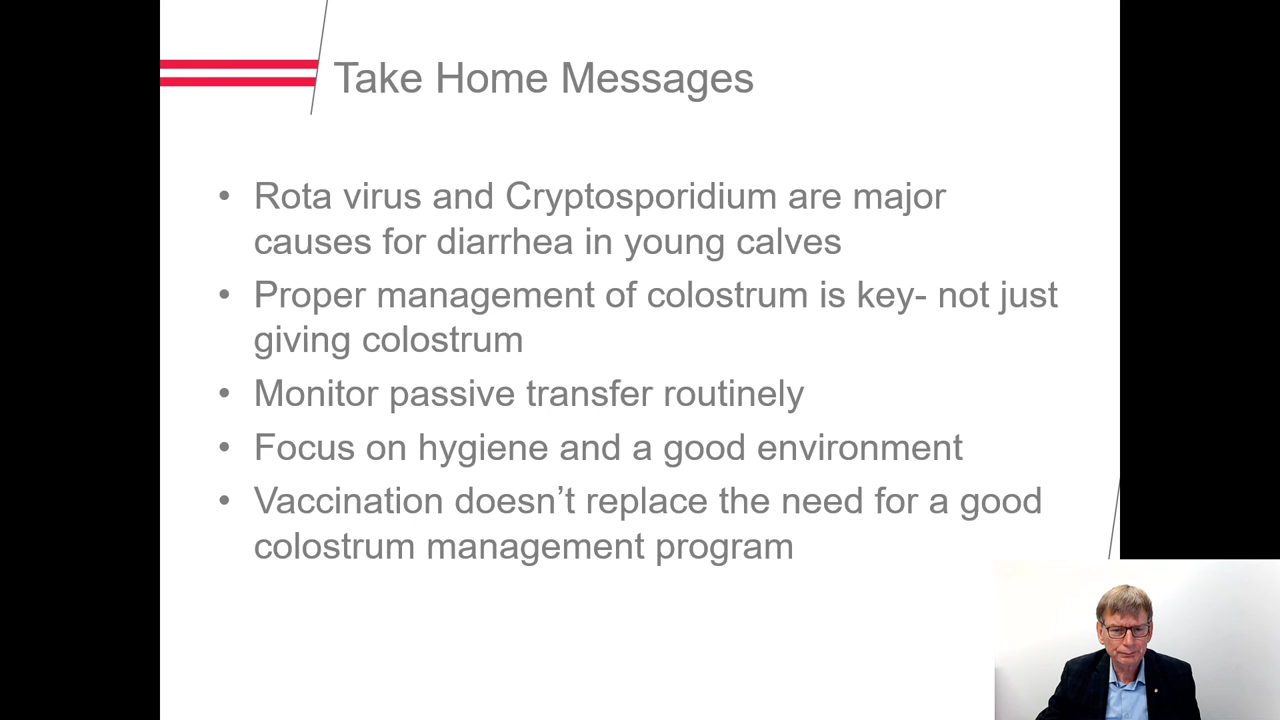 Take Home Messages
• Rota virus and Cryptosporidium are major
causes for diarrhea in young calves
• Proper management of colostrum is key- not just
giving colostrum
• Monitor passive transfer routinely
• Focus on hygiene and a good environment
• Vaccination doesn’t replace the need for a good
colostrum management program